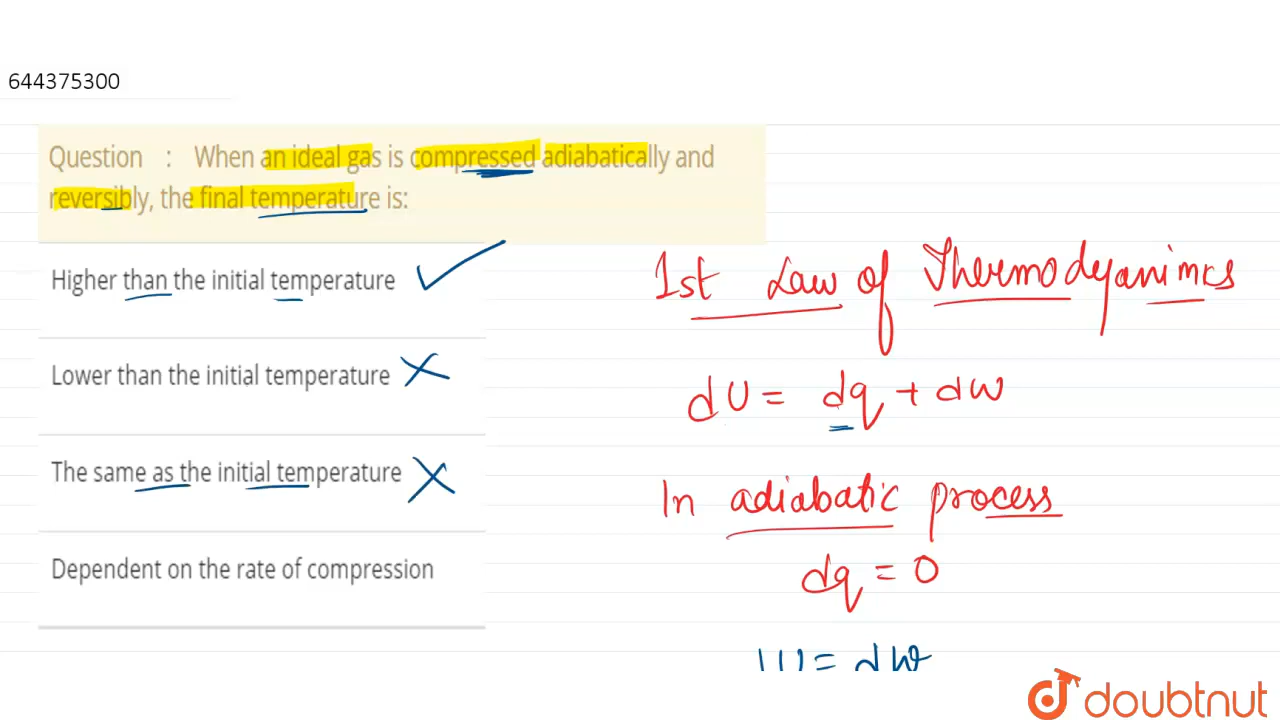 644375300
Question : When an ideal gas is compressed adiabatically and
reversibly, the final temperature is:
Higher than the initial temperature
Lower than the initial temperature
The same as the initial temperature
Dependent on the rate of compression
1st Law of Thermodyanimcs
dU = dq + dw
In adiabatic process
dq = 0
= dw
doubtnut